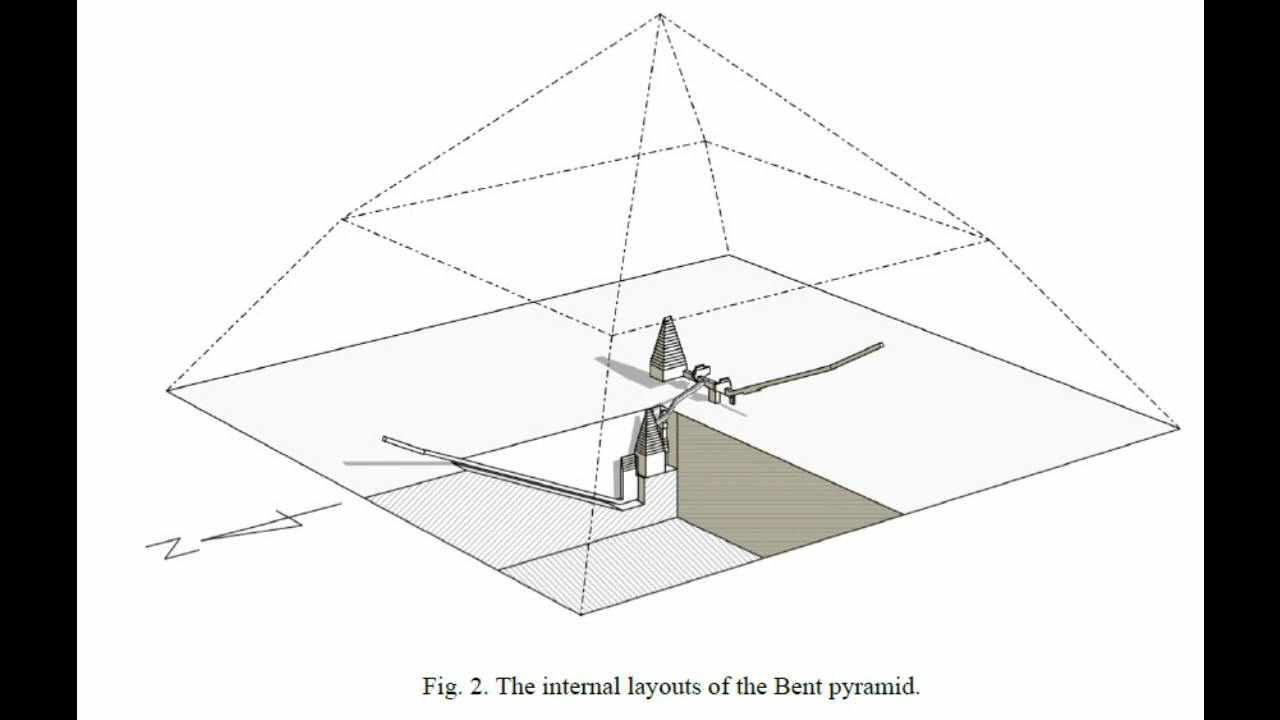 N
Fig. 2. The internal layouts of the Bent pyramid.